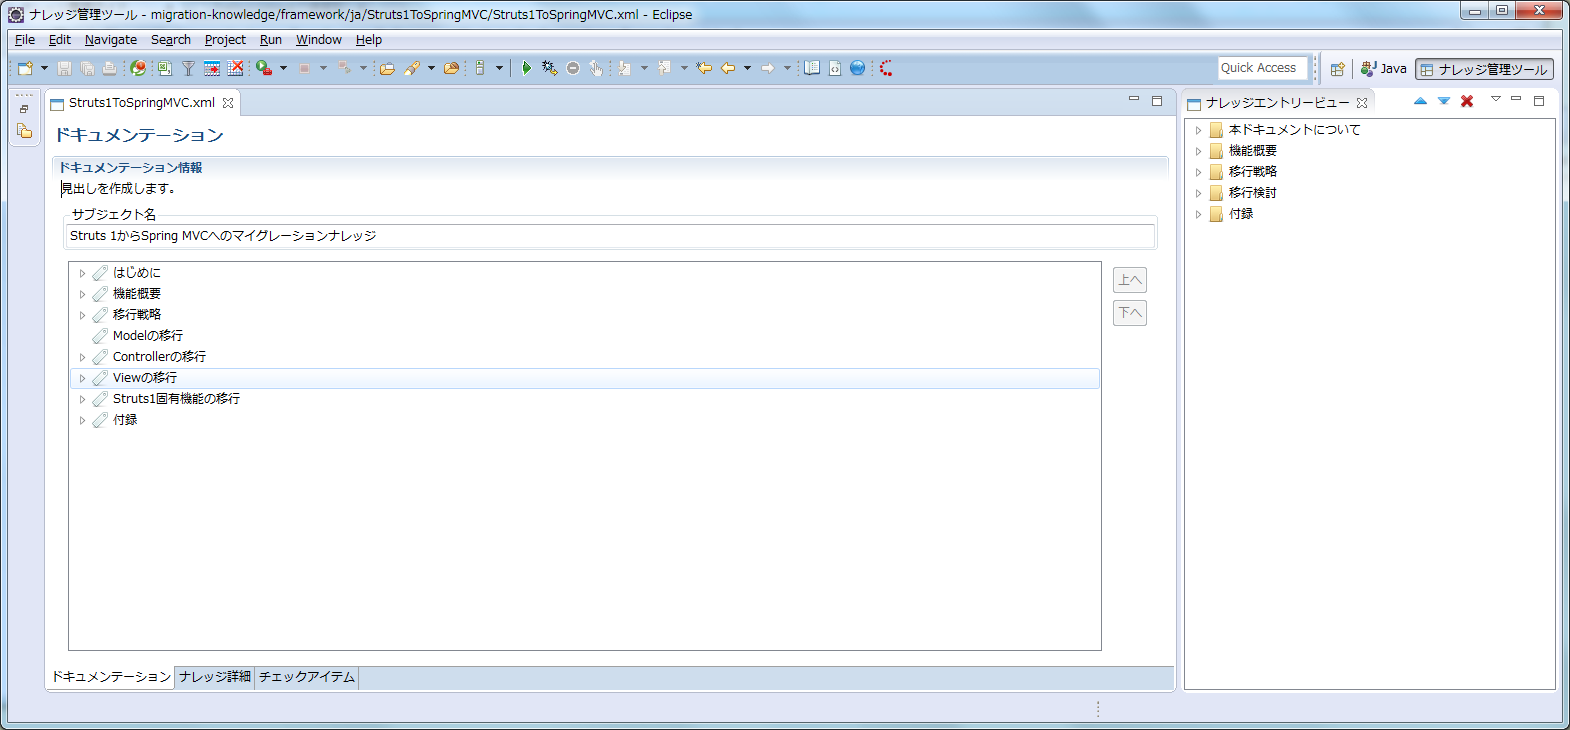 ナレッジ管理ツール - migration-knowledge/framework/ja/Struts1ToSpringMVC/Struts1ToSpringMVC.xml - Eclipse
File Edit Navigate Search Project Run Window Help
Quick Access
Java
ナレッジ管理ツール
Struts1ToSpringMVC.xml
ドキュメンテーション
ドキュメンテーション情報
見出しを作成します。
サブジェクト名
Struts 1からSpring MVCへのマイグレーションナレッジ
はじめに
機能概要
移行戦略
Modelの移行
Controllerの移行
Viewの移行
Struts1固有機能の移行
付録
上へ
下へ
ドキュメンテーション ナレッジ詳細 チェックアイテム
ナレッジエントリービュー
本ドキュメントについて
機能概要
移行戦略
移行検討
付録